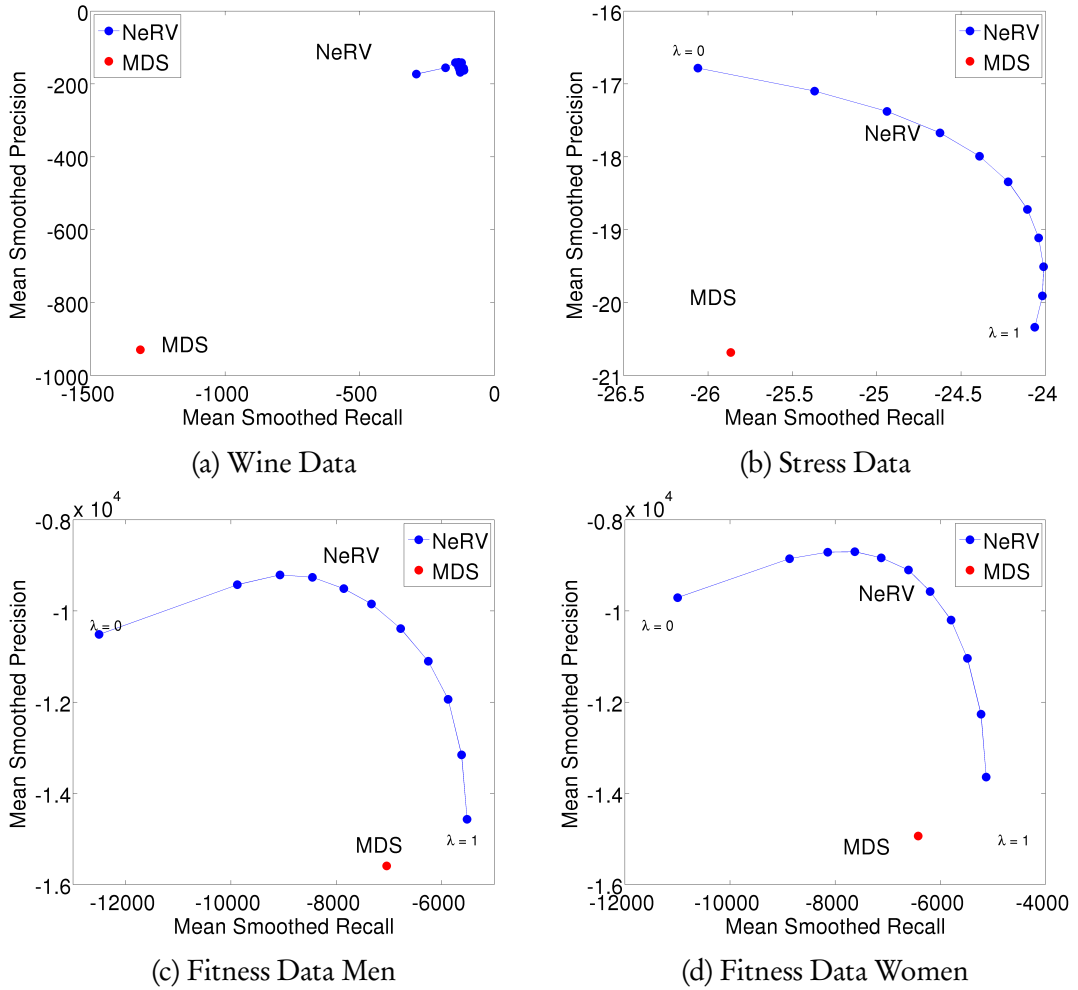 NeRV
MDS
NeRV
MDS
0
-200
-400
-600
-800
-1000
-1500
-1000
-500
0
Mean Smoothed Precision
Mean Smoothed Recall
(a) Wine Data
NeRV
MDS
λ = 0
NeRV
MDS
λ = 1
-16
-17
-18
-19
-20
-21
-26.5
-26
-25.5
-25
-24.5
-24
Mean Smoothed Precision
Mean Smoothed Recall
(b) Stress Data
x 10^4
NeRV
MDS
NeRV
λ = 0
MDS
λ = 1
-0.8
-1
-1.2
-1.4
-1.6
-12000
-10000
-8000
-6000
Mean Smoothed Precision
Mean Smoothed Recall
(c) Fitness Data Men
x 10^4
NeRV
MDS
NeRV
λ = 0
MDS
λ = 1
-0.8
-1
-1.2
-1.4
-1.6
-12000
-10000
-8000
-6000
-4000
Mean Smoothed Precision
Mean Smoothed Recall
(d) Fitness Data Women